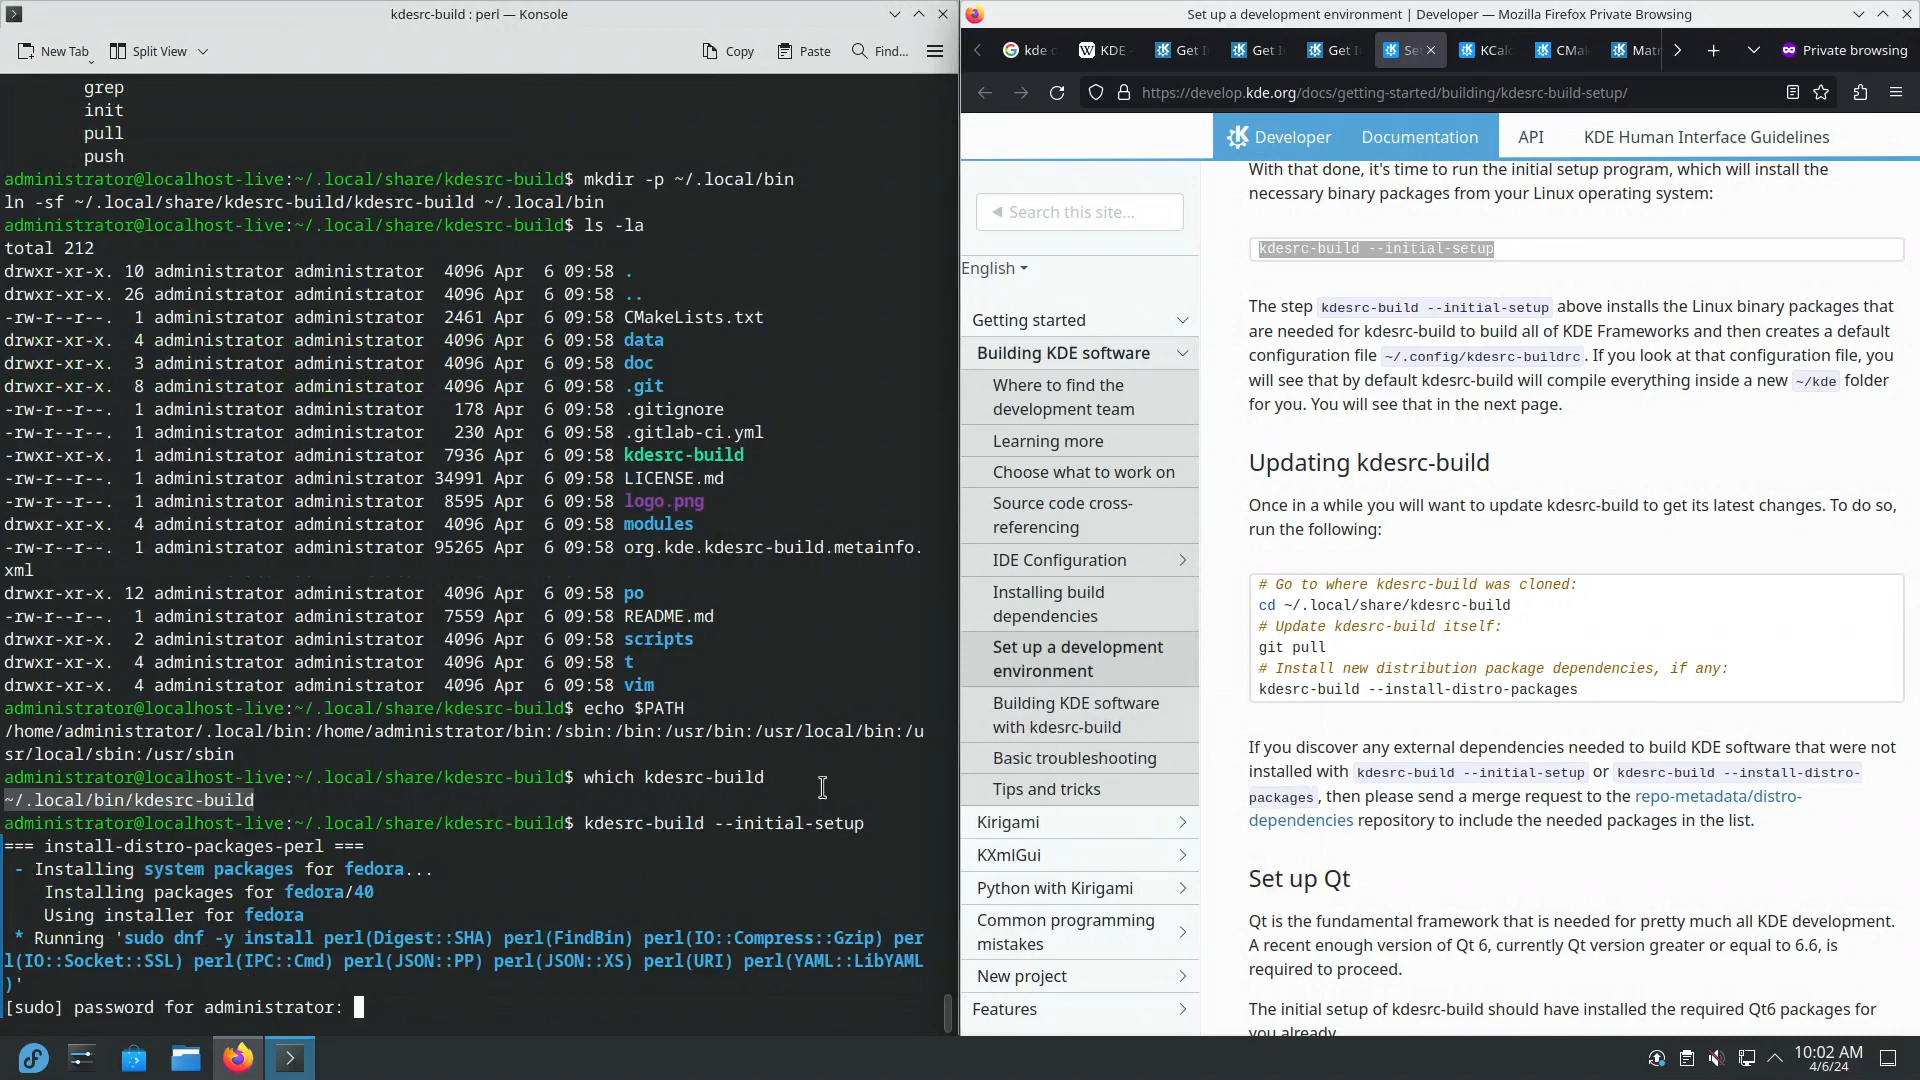 kdesrc-build : perl — Konsole
New Tab
Split View
Copy
Paste
Find...
grep
init
pull
push
administrator@localhost-live:~/.local/share/kdesrc-build$ mkdir -p ~/.local/bin
ln -sf ~/.local/share/kdesrc-build/kdesrc-build ~/.local/bin
administrator@localhost-live:~/.local/share/kdesrc-build$ ls -la
total 212
drwxr-xr-x. 10 administrator administrator  4096 Apr  6 09:58 .
drwxr-xr-x. 26 administrator administrator  4096 Apr  6 09:58 ..
-rw-r--r--.  1 administrator administrator  2461 Apr  6 09:58 CMakeLists.txt
drwxr-xr-x.  4 administrator administrator  4096 Apr  6 09:58 data
drwxr-xr-x.  3 administrator administrator  4096 Apr  6 09:58 doc
drwxr-xr-x.  8 administrator administrator  4096 Apr  6 09:58 .git
-rw-r--r--.  1 administrator administrator   178 Apr  6 09:58 .gitignore
-rw-r--r--.  1 administrator administrator   230 Apr  6 09:58 .gitlab-ci.yml
-rwxr-xr-x.  1 administrator administrator  7936 Apr  6 09:58 kdesrc-build
-rw-r--r--.  1 administrator administrator 34991 Apr  6 09:58 LICENSE.md
-rw-r--r--.  1 administrator administrator  8595 Apr  6 09:58 logo.png
drwxr-xr-x.  4 administrator administrator  4096 Apr  6 09:58 modules
-rw-r--r--.  1 administrator administrator 95265 Apr  6 09:58 org.kde.kdesrc-build.metainfo.
xml
drwxr-xr-x. 12 administrator administrator  4096 Apr  6 09:58 po
-rw-r--r--.  1 administrator administrator  7559 Apr  6 09:58 README.md
drwxr-xr-x.  2 administrator administrator  4096 Apr  6 09:58 scripts
drwxr-xr-x.  4 administrator administrator  4096 Apr  6 09:58 t
drwxr-xr-x.  4 administrator administrator  4096 Apr  6 09:58 vim
administrator@localhost-live:~/.local/share/kdesrc-build$ echo $PATH
/home/administrator/.local/bin:/home/administrator/bin:/sbin:/bin:/usr/bin:/usr/local/bin:/u
sr/local/sbin:/usr/sbin
administrator@localhost-live:~/.local/share/kdesrc-build$ which kdesrc-build
~/.local/bin/kdesrc-build
administrator@localhost-live:~/.local/share/kdesrc-build$ kdesrc-build --initial-setup
=== install-distro-packages-perl ===
- Installing system packages for fedora...
Installing packages for fedora/40
Using installer for fedora
* Running 'sudo dnf -y install perl(Digest::SHA) perl(FindBin) perl(IO::Compress::Gzip) per
l(IO::Socket::SSL) perl(IPC::Cmd) perl(JSON::PP) perl(JSON::XS) perl(URI) perl(YAML::LibYAML
)'
[sudo] password for administrator:
Set up a development environment | Developer — Mozilla Firefox Private Browsing
kde c
KDE
Get I
Get I
Get I
Se
KCal
CMa
Mat
Private browsing
https://develop.kde.org/docs/getting-started/building/kdesrc-build-setup/
Developer
Documentation
API
KDE Human Interface Guidelines
Search this site...
English
Getting started
Building KDE software
Where to find the
development team
Learning more
Choose what to work on
Source code cross-
referencing
IDE Configuration
Installing build
dependencies
Set up a development
environment
Building KDE software
with kdesrc-build
Basic troubleshooting
Tips and tricks
Kirigami
KXmlGui
Python with Kirigami
Common programming
mistakes
New project
Features
With that done, it's time to run the initial setup program, which will install the
necessary binary packages from your Linux operating system:
kdesrc-build --initial-setup
The step kdesrc-build --initial-setup above installs the Linux binary packages that
are needed for kdesrc-build to build all of KDE Frameworks and then creates a default
configuration file ~/.config/kdesrc-buildrc. If you look at that configuration file, you
will see that by default kdesrc-build will compile everything inside a new ~/kde folder
for you. You will see that in the next page.
Updating kdesrc-build
Once in a while you will want to update kdesrc-build to get its latest changes. To do so,
run the following:
# Go to where kdesrc-build was cloned:
cd ~/.local/share/kdesrc-build
# Update kdesrc-build itself:
git pull
# Install new distribution package dependencies, if any:
kdesrc-build --install-distro-packages
If you discover any external dependencies needed to build KDE software that were not
installed with kdesrc-build --initial-setup or kdesrc-build --install-distro-
packages, then please send a merge request to the repo-metadata/distro-
dependencies repository to include the needed packages in the list.
Set up Qt
Qt is the fundamental framework that is needed for pretty much all KDE development.
A recent enough version of Qt 6, currently Qt version greater or equal to 6.6, is
required to proceed.
The initial setup of kdesrc-build should have installed the required Qt6 packages for
you already.
10:02 AM
4/6/24